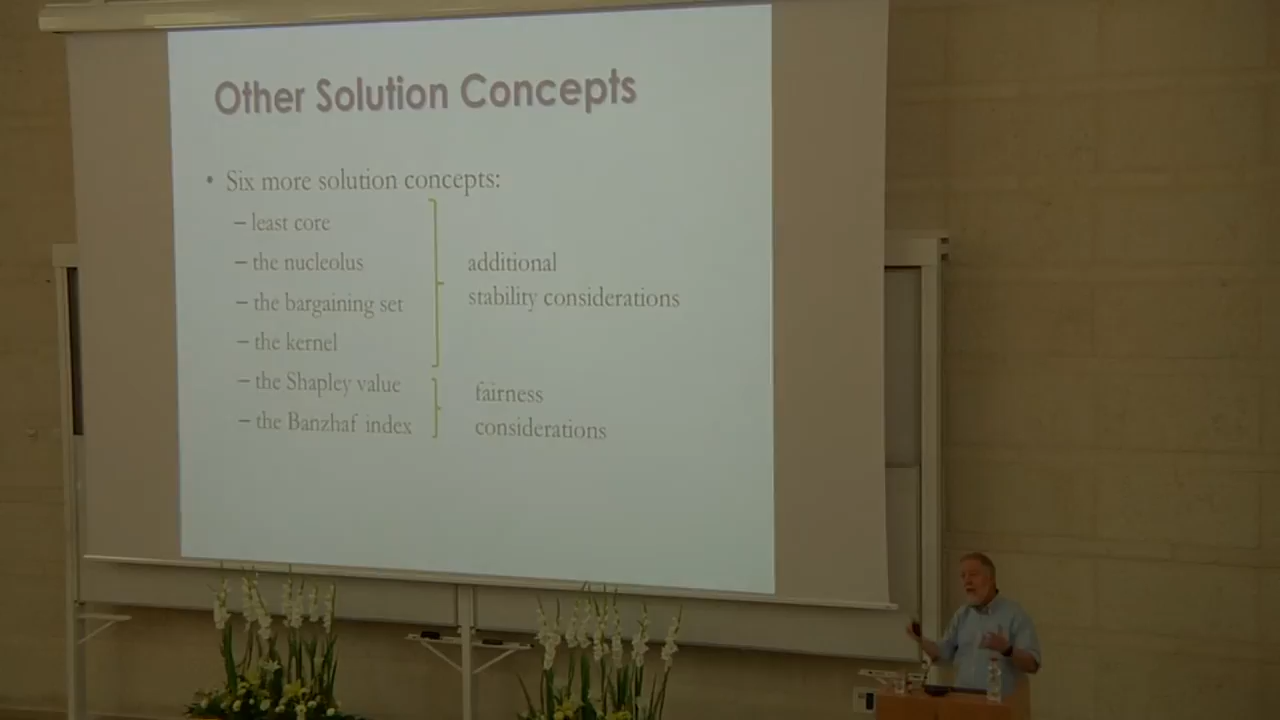 Other Solution Concepts
• Six more solution concepts:
– least core
– the nucleolus
– the bargaining set
– the kernel
– the Shapley value
– the Banzhaf index
additional
stability considerations
fairness
considerations